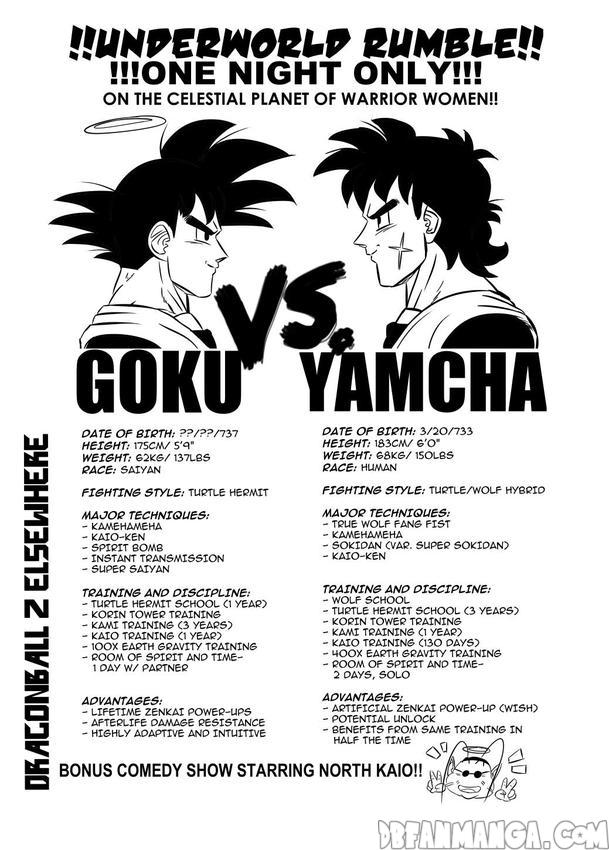 !!UNDERWORLD RUMBLE!!
!!!ONE NIGHT ONLY!!!
ON THE CELESTIAL PLANET OF WARRIOR WOMEN!!
VS.
GOKU
YAMCHA
DATE OF BIRTH: ??/??/737
HEIGHT: 175CM/ 5'9"
WEIGHT: 62KG/ 137LBS
RACE: SAIYAN
FIGHTING STYLE: TURTLE HERMIT
MAJOR TECHNIQUES:
- KAMEHAMEHA
- KAIO-KEN
- SPIRIT BOMB
- INSTANT TRANSMISSION
- SUPER SAIYAN
TRAINING AND DISCIPLINE:
- TURTLE HERMIT SCHOOL (1 YEAR)
- KORIN TOWER TRAINING
- KAMI TRAINING (3 YEARS)
- KAIO TRAINING (1 YEAR)
- 100X EARTH GRAVITY TRAINING
- ROOM OF SPIRIT AND TIME-
1 DAY W/ PARTNER
ADVANTAGES:
- LIFETIME ZENKAI POWER-UPS
- AFTERLIFE DAMAGE RESISTANCE
- HIGHLY ADAPTIVE AND INTUITIVE
DATE OF BIRTH: 3/20/733
HEIGHT: 183CM/ 6'0"
WEIGHT: 68KG/ 150LBS
RACE: HUMAN
FIGHTING STYLE: TURTLE/WOLF HYBRID
MAJOR TECHNIQUES:
- TRUE WOLF FANG FIST
- KAMEHAMEHA
- SOKIDAN (VAR. SUPER SOKIDAN)
- KAIO-KEN
TRAINING AND DISCIPLINE:
- WOLF SCHOOL
- TURTLE HERMIT SCHOOL (3 YEARS)
- KORIN TOWER TRAINING
- KAMI TRAINING (1 YEAR)
- KAIO TRAINING (130 DAYS)
- 400X EARTH GRAVITY TRAINING
- ROOM OF SPIRIT AND TIME-
2 DAYS, SOLO
ADVANTAGES:
- ARTIFICIAL ZENKAI POWER-UP (WISH)
- POTENTIAL UNLOCK
- BENEFITS FROM SAME TRAINING IN
HALF THE TIME
BONUS COMEDY SHOW STARRING NORTH KAIO!!
DRAGONBALL Z ELSEWHERE
DBFANMANGA.COM